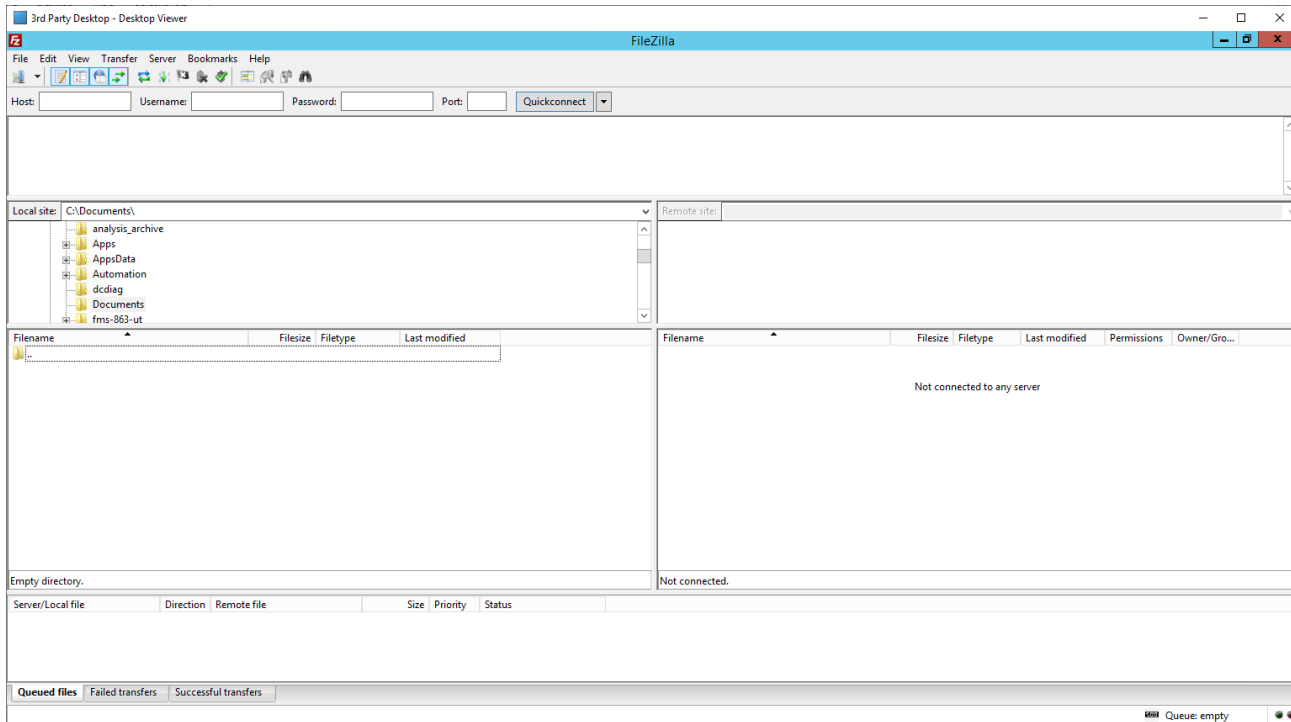 3rd Party Desktop - Desktop Viewer
FileZilla
File Edit View Transfer Server Bookmarks Help
Host: Username: Password: Port: Quickconnect
Local site: C:\Documents\
Remote site:
analysis_archive
Apps
AppsData
Automation
dcdiag
Documents
fms-863-ut
Filename Filesize Filetype Last modified
..
Empty directory.
Filename Filesize Filetype Last modified Permissions Owner/Gro...
Not connected to any server
Not connected.
Server/Local file Direction Remote file Size Priority Status
Queued files Failed transfers Successful transfers
Queue: empty